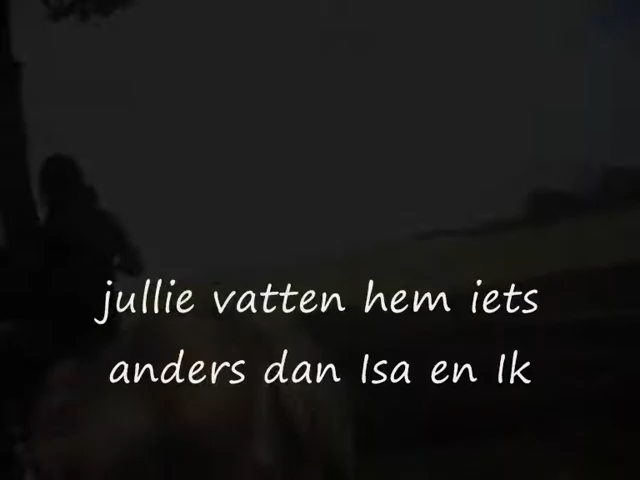 jullie vatten hem iets
anders dan Isa en Ik